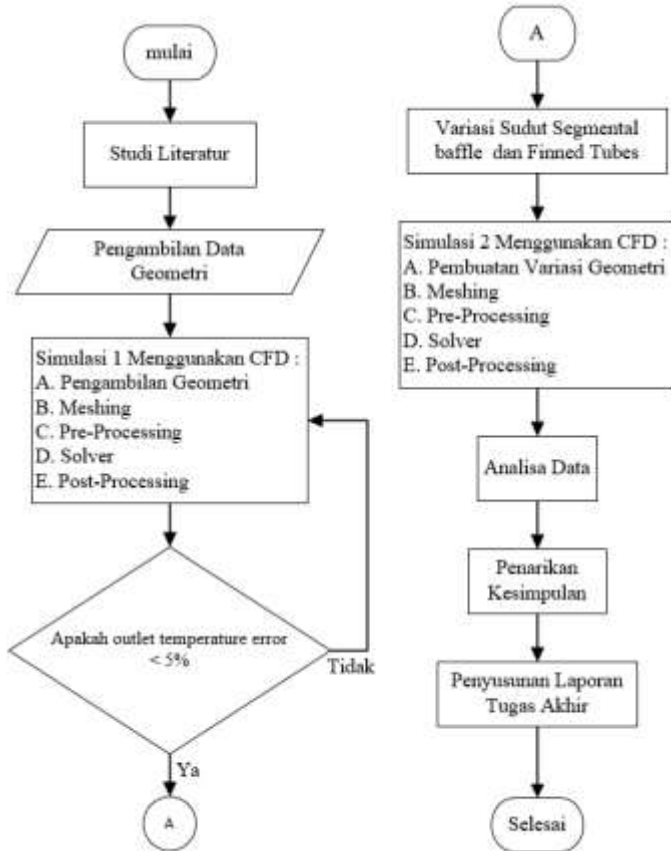 mulai
Studi Literatur
Pengambilan Data
Geometri
Simulasi 1 Menggunakan CFD :
A. Pengambilan Geometri
B. Meshing
C. Pre-Processing
D. Solver
E. Post-Processing
Apakah outlet temperature error
< 5%
Tidak
Ya
A
A
Variasi Sudut Segmental
baffle dan Finned Tubes
Simulasi 2 Menggunakan CFD :
A. Pembuatan Variasi Geometri
B. Meshing
C. Pre-Processing
D. Solver
E. Post-Processing
Analisa Data
Penarikan
Kesimpulan
Penyusunan Laporan
Tugas Akhir
Selesai